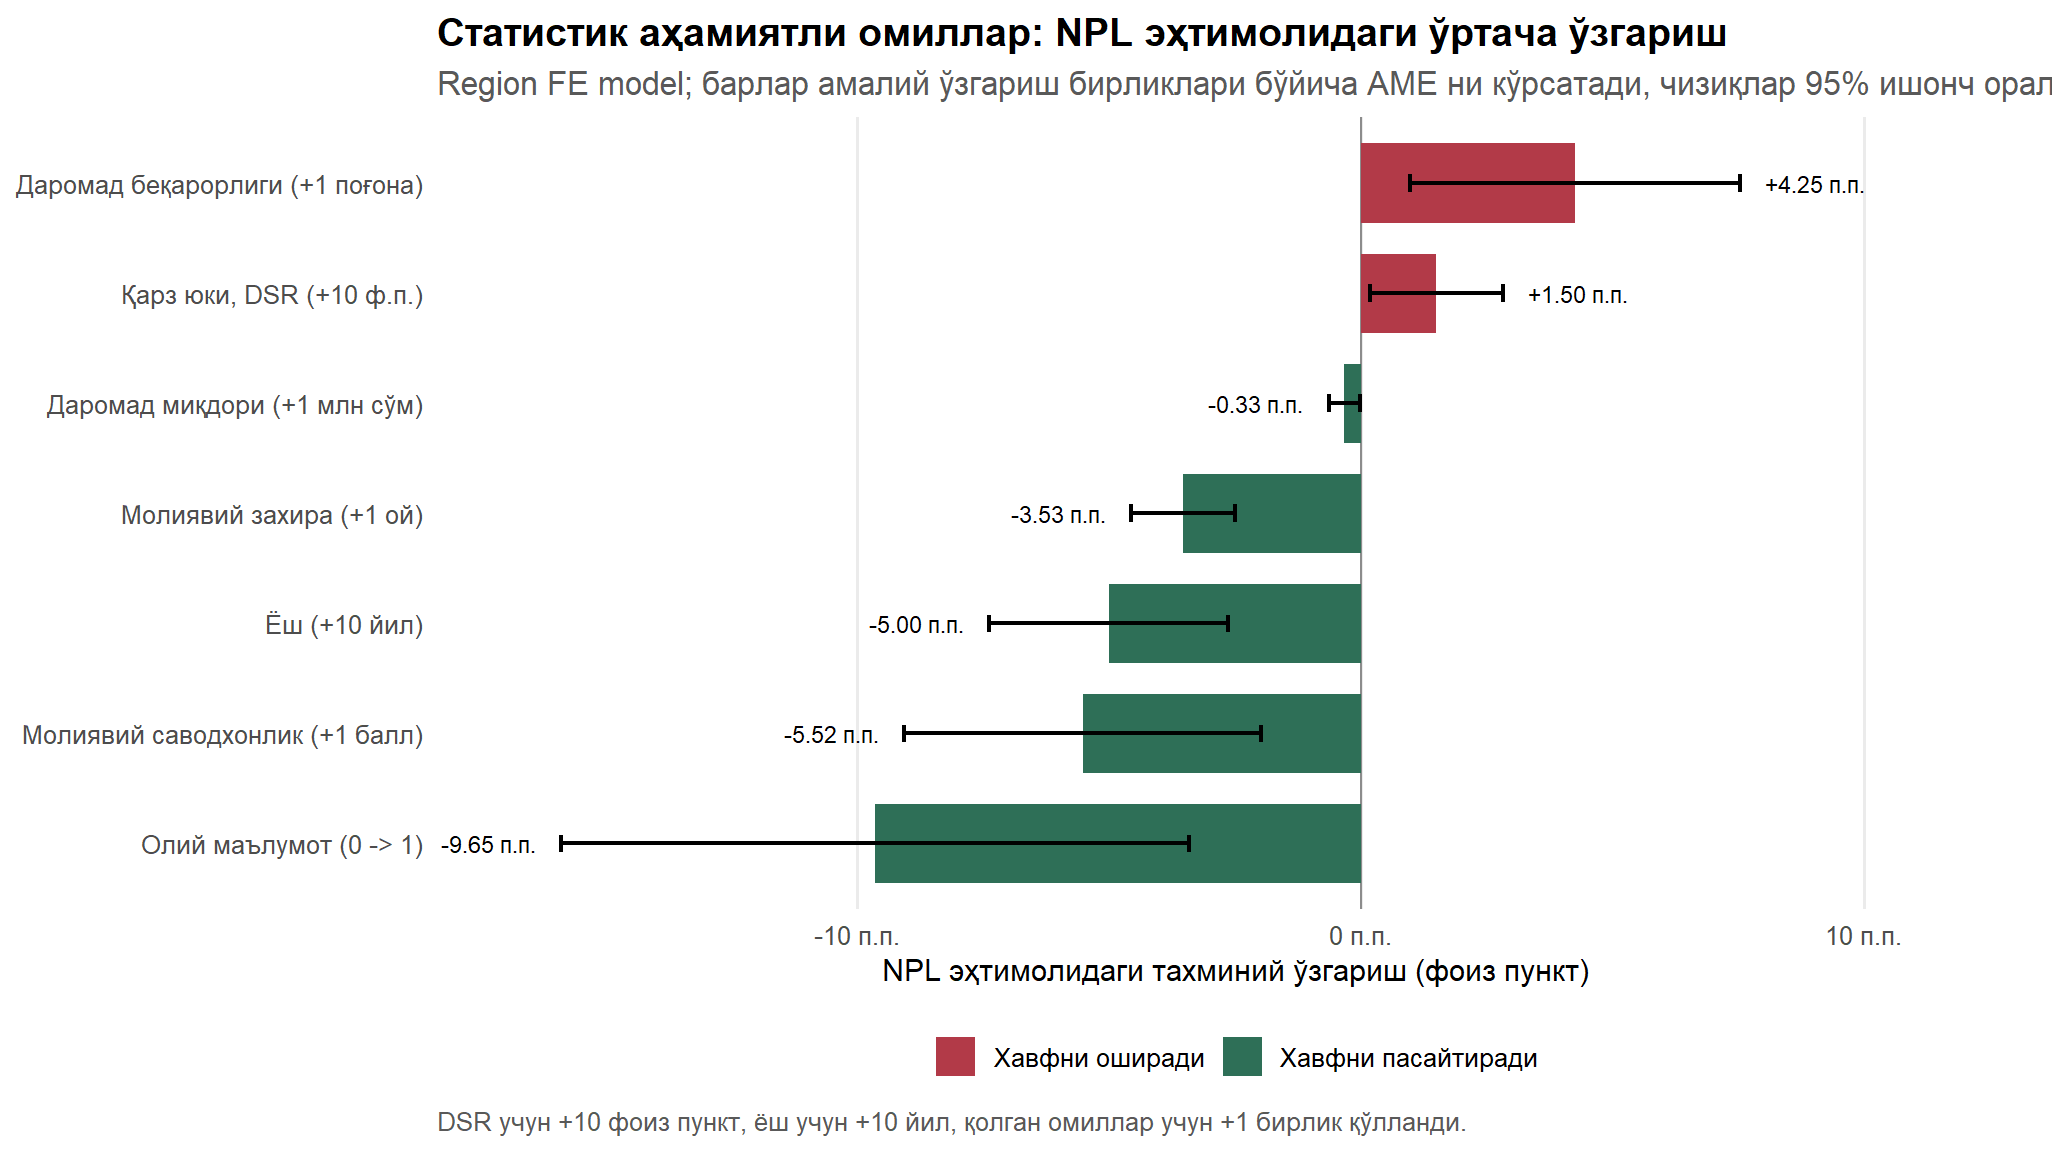 Статистик аҳамиятли омиллар: NPL эҳтимолидаги ўртача ўзгариш
Region FE model; барлар амалий ўзгариш бирликлари бўйича AME ни кўрсатади, чизиқлар 95% ишонч орал
Даромад беқарорлиги (+1 поғона)
+4.25 п.п.
Қарз юки, DSR (+10 ф.п.)
+1.50 п.п.
Даромад миқдори (+1 млн сўм)
-0.33 п.п.
Молиявий захира (+1 ой)
-3.53 п.п.
Ёш (+10 йил)
-5.00 п.п.
Молиявий саводхонлик (+1 балл)
-5.52 п.п.
Олий маълумот (0 -> 1)
-9.65 п.п.
-10 п.п.
0 п.п.
10 п.п.
NPL эҳтимолидаги тахминий ўзгариш (фоиз пункт)
Хавфни оширади
Хавфни пасайтиради
DSR учун +10 фоиз пункт, ёш учун +10 йил, қолган омиллар учун +1 бирлик қўлланди.